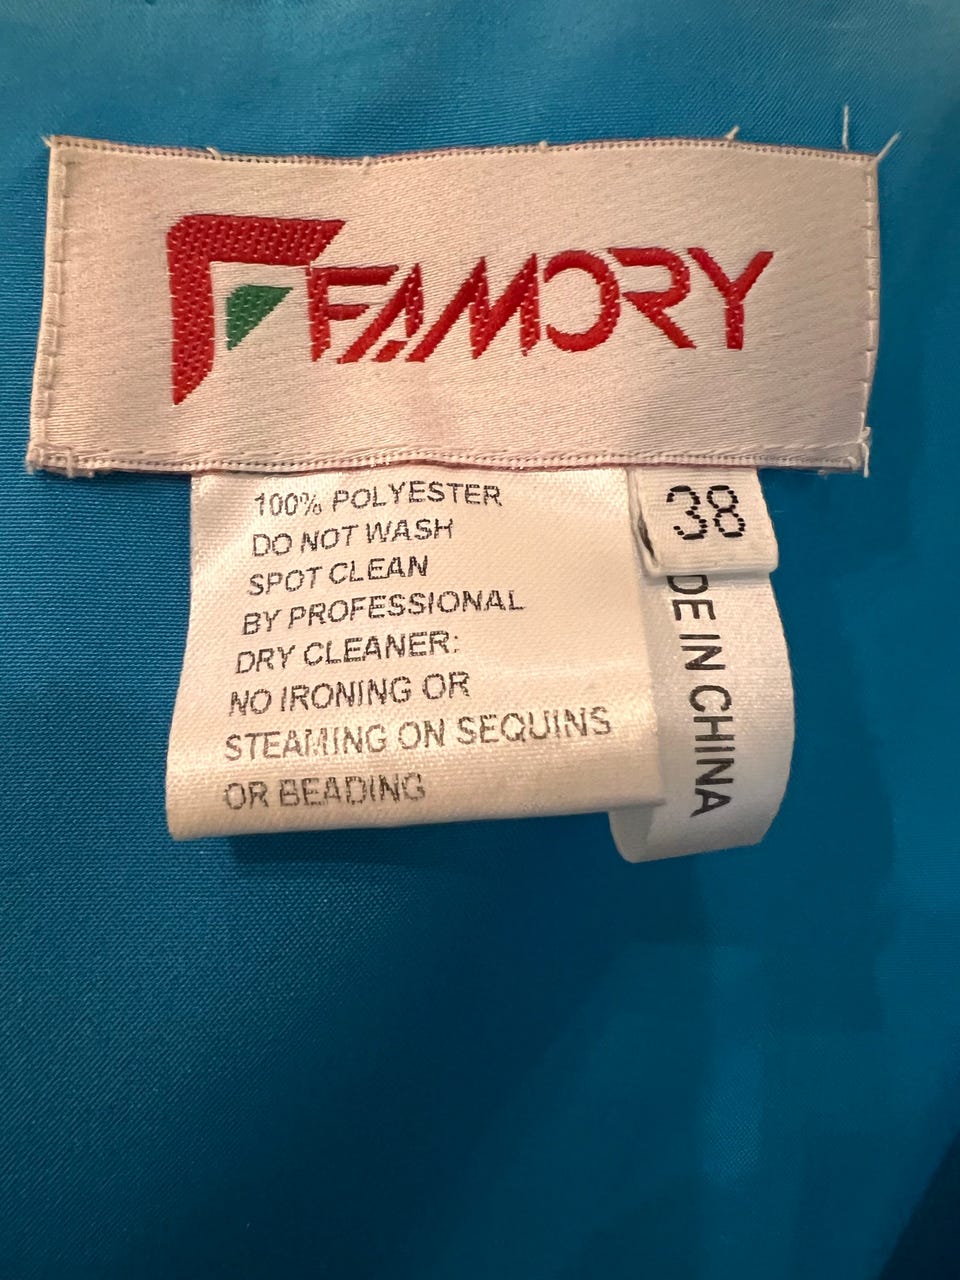 FAMORY
100% POLYESTER
DO NOT WASH
SPOT CLEAN
BY PROFESSIONAL
DRY CLEANER:
NO IRONING OR
STEAMING ON SEQUINS
OR BEADING
38
DE IN CHINA